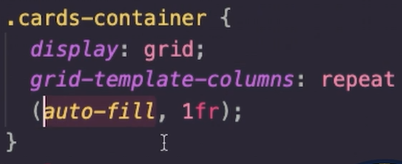 .cards-container {
display: grid;
grid-template-columns: repeat
(auto-fill, 1fr);
}